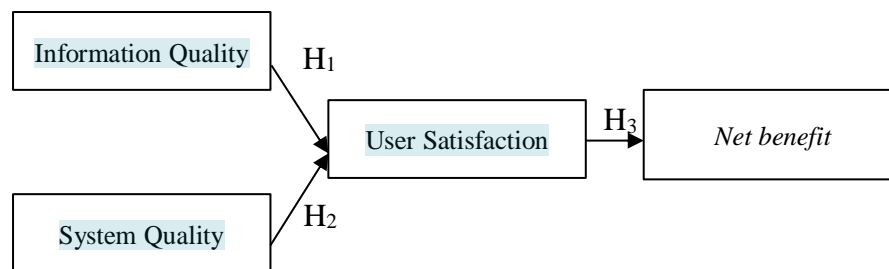 Information Quality
H1
User Satisfaction
H3
Net benefit
H2
System Quality